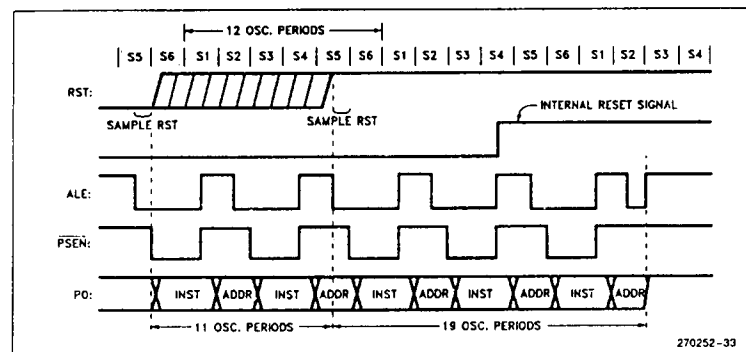 12 OSC. PERIODS
S5 | S6 | S1 | S2 | S3 | S4 | S5 | S6 | S1 | S2 | S3 | S4 | S5 | S6 | S1 | S2 | S3 | S4
RST:
SAMPLE RST
SAMPLE RST
INTERNAL RESET SIGNAL
ALE:
PSEN:
P0:
INST ADDR INST ADDR INST ADDR INST ADDR INST ADDR
11 OSC. PERIODS
19 OSC. PERIODS
270252-33